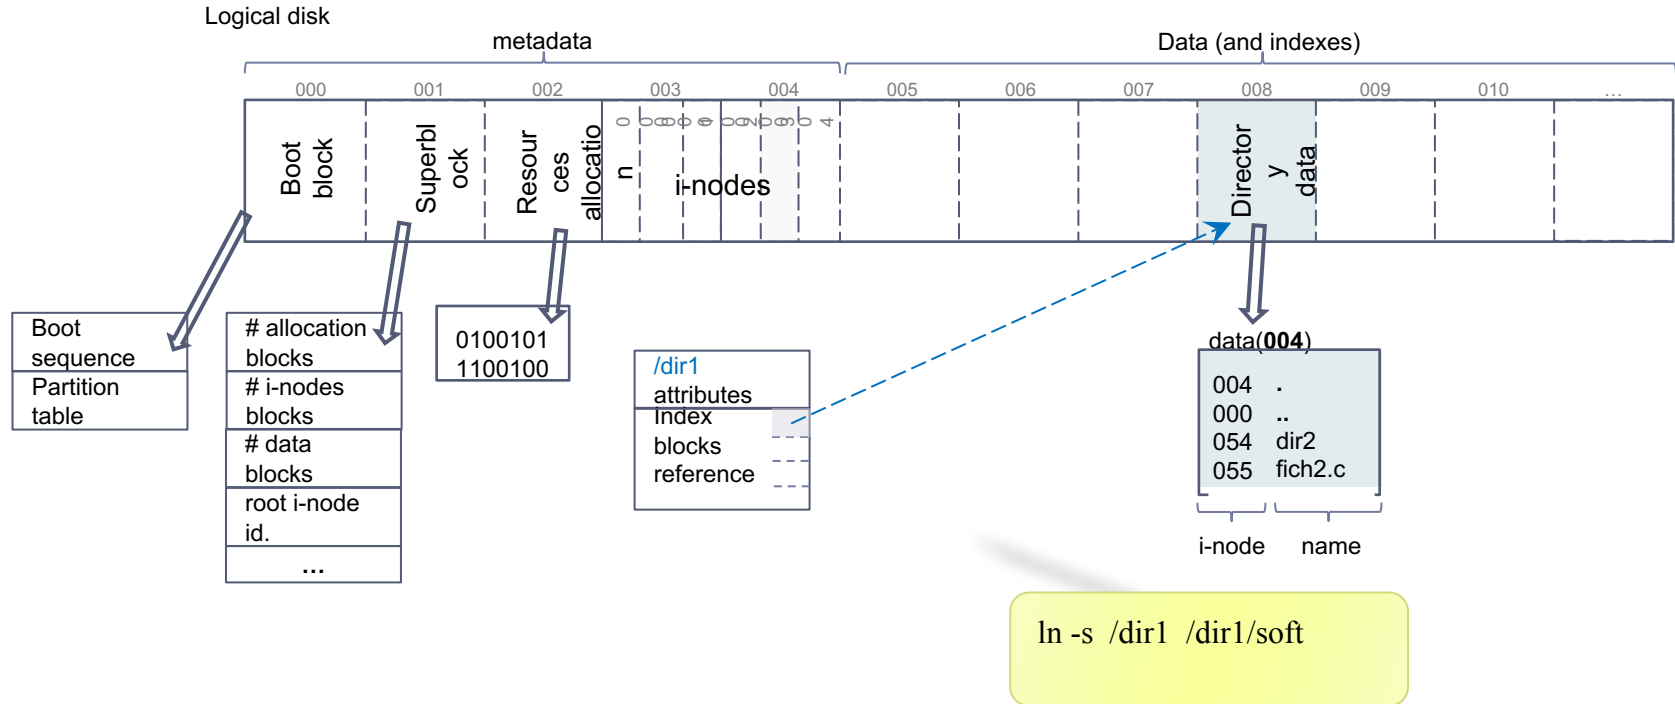 Logical disk
metadata
Data (and indexes)
000 001 002 003 004 005 006 007 008 009 010 ...
Boot
block
Superbl
ock
Resour
ces
allocatio
n
i-nodes
Director
y
data
Boot
sequence
Partition
table
# allocation
blocks
# i-nodes
blocks
# data
blocks
root i-node
id.
...
0100101
1100100
/dir1
attributes
Index
blocks
reference
data(004)
004 .
000 ..
054 dir2
055 fich2.c
i-node name
ln -s /dir1 /dir1/soft